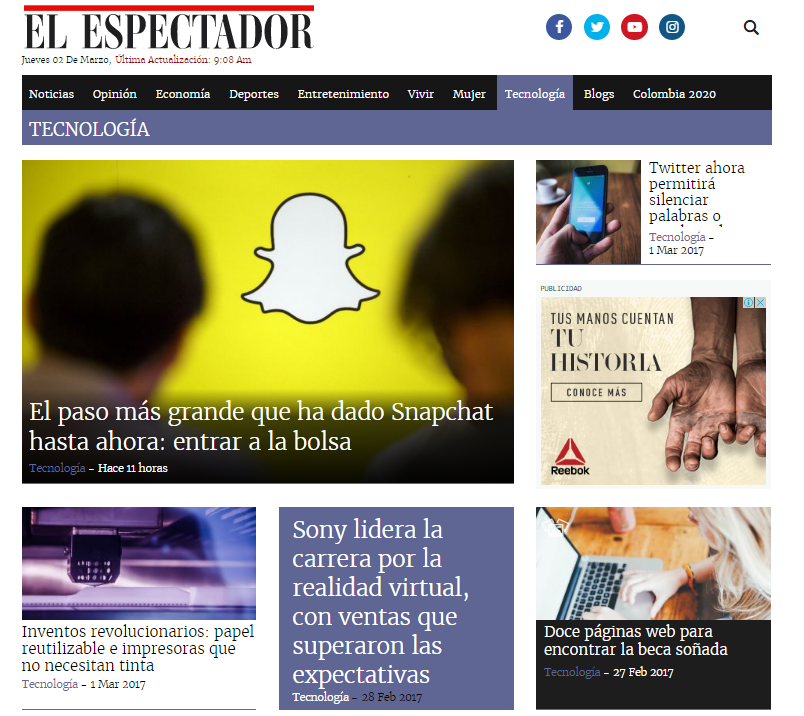 EL ESPECTADOR
Jueves 02 De Marzo, Última Actualización: 9:08 Am
Noticias Opinión Economía Deportes Entretenimiento Vivir Mujer Tecnología Blogs Colombia 2020
TECNOLOGÍA
El paso más grande que ha dado Snapchat
hasta ahora: entrar a la bolsa
Tecnología - Hace 11 horas
Twitter ahora
permitirá
silenciar
palabras o
Tecnología -
1 Mar 2017
PUBLICIDAD
TUS MANOS CUENTAN
TU
HISTORIA
CONOCE MÁS
Reebok
Inventos revolucionarios: papel
reutilizable e impresoras que
no necesitan tinta
Tecnología - 1 Mar 2017
Sony lidera la
carrera por la
realidad virtual,
con ventas que
superaron las
expectativas
Tecnología - 28 Feb 2017
Doce páginas web para
encontrar la beca soñada
Tecnología - 27 Feb 2017